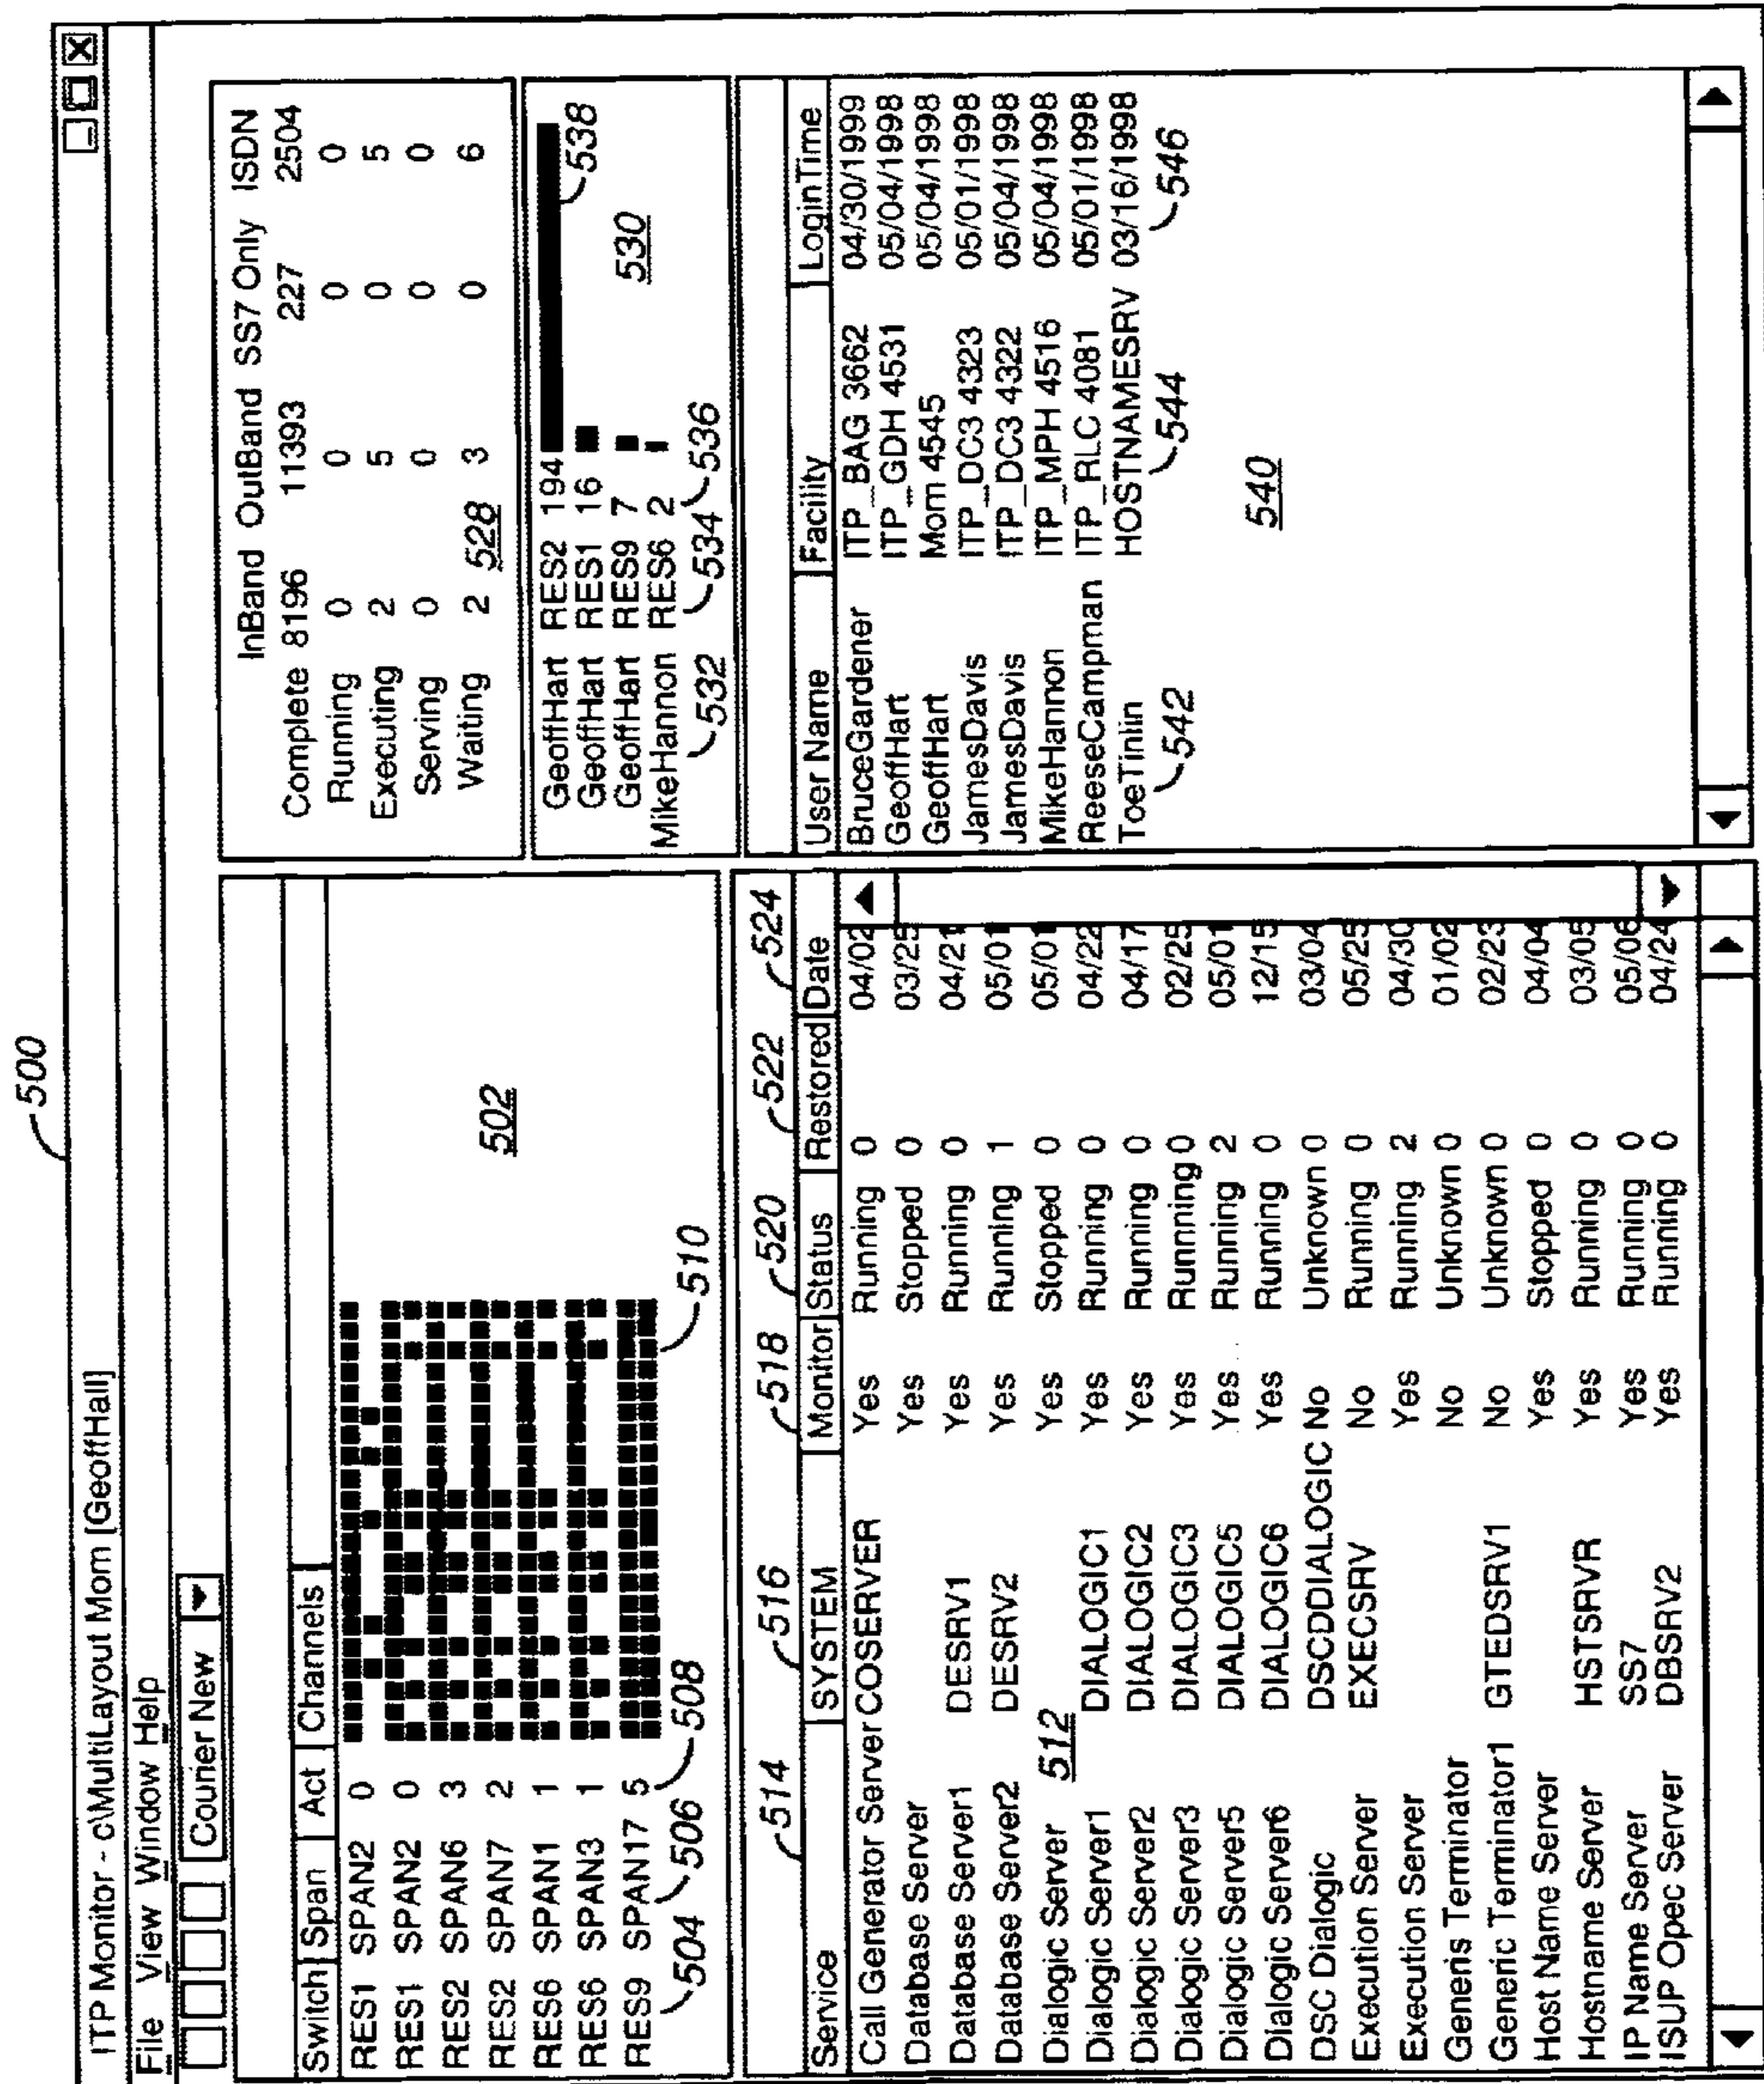 500
ITP Monitor - c\MultiLayout Mom [GeoffHall]
File View Window Help
Courier New
Switch Span Act Channels
RES1 SPAN2 0
RES1 SPAN2 0
RES2 SPAN6 3
RES2 SPAN7 2
RES6 SPAN1 1
RES6 SPAN3 1
RES9 SPAN17 5
504 506 508 510
502
InBand OutBand SS7 Only ISDN
Complete 8196 11393 227 2504
Running 0 0 0 0
Executing 2 5 0 5
Serving 0 0 0 0
Waiting 2 3 0 6
528
GeoffHart RES2 194
GeoffHart RES1 16
GeoffHart RES9 7
MikeHannon RES6 2
532 534 536 538
530
514 516 518 520 522 524
Service SYSTEM Monitor Status Restored Date
Call Generator Server COSERVER Yes Running 0 04/02
Database Server Yes Stopped 0 03/25
Database Server1 DESRV1 Yes Running 0 04/21
Database Server2 DESRV2 Yes Running 1 05/01
Dialogic Server 512 Yes Stopped 0 05/01
Dialogic Server1 DIALOGIC1 Yes Running 0 04/22
Dialogic Server2 DIALOGIC2 Yes Running 0 04/17
Dialogic Server3 DIALOGIC3 Yes Running 0 02/25
Dialogic Server5 DIALOGIC5 Yes Running 2 05/01
Dialogic Server6 DIALOGIC6 Yes Running 0 12/15
DSC Dialogic DSCDDIALOGIC No Unknown 0 03/04
Execution Server EXECSRV No Running 0 05/25
Execution Server Yes Running 2 04/30
Generis Terminator No Unknown 0 01/02
Generic Terminator1 GTEDSRV1 No Unknown 0 02/23
Host Name Server Yes Stopped 0 04/04
Hostname Server HSTSRVR Yes Running 0 03/05
IP Name Server SS7 Yes Running 0 05/06
ISUP Opec Server DBSRV2 Yes Running 0 04/24
User Name Facility LoginTime
BruceGardener ITP_BAG 3662 04/30/1999
GeoffHart ITP_GDH 4531 05/04/1998
GeoffHart Mom 4545 05/04/1998
JamesDavis ITP_DC3 4323 05/01/1998
JamesDavis ITP_DC3 4322 05/04/1998
MikeHannon ITP_MPH 4516 05/04/1998
ReeseCampman ITP_RLC 4081 05/01/1998
ToeTinlin HOSTNAMESRV 03/16/1998
542 544 546
540